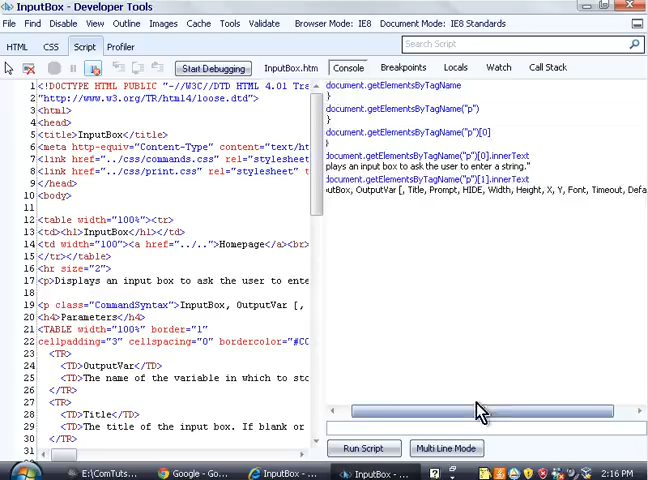 InputBox - Developer Tools
File Find Disable View Outline Images Cache Tools Validate Browser Mode: IE8 Document Mode: IE8 Standards
HTML CSS Script Profiler Search Script
Start Debugging InputBox.htm Console Breakpoints Locals Watch Call Stack
1 <!DOCTYPE HTML PUBLIC "-//W3C//DTD HTML 4.01 Tra
2 "http://www.w3.org/TR/html4/loose.dtd">
3 <html>
4 <head>
5 <title>InputBox</title>
6 <meta http-equiv="Content-Type" content="text/ht
7 <link href="../css/commands.css" rel="stylesheet
8 <link href="../css/print.css" rel="stylesheet" t
9 </head>
10 <body>
11
12 <table width="100%"><tr>
13 <td><h1>InputBox</h1></td>
14 <td width="100"><a href="../..">Homepage</a><br>
15 </tr></table>
16 <hr size="2">
17 <p>Displays an input box to ask the user to ente
18
19 <p class="CommandSyntax">InputBox, OutputVar [,
20 <h4>Parameters</h4>
21 <TABLE width="100%" border="1"
22 cellpadding="3" cellspacing="0" bordercolor="#C0
23 <TR>
24 <TD>OutputVar</TD>
25 <TD>The name of the variable in which to sto
26 </TR>
27 <TR>
28 <TD>Title</TD>
29 <TD>The title of the input box. If blank or
30 </TR>
31
document.getElementsByTagName
}
document.getElementsByTagName("p")
}
document.getElementsByTagName("p")[0]
}
document.getElementsByTagName("p")[0].innerText
plays an input box to ask the user to enter a string."
document.getElementsByTagName("p")[1].innerText
outBox, OutputVar [, Title, Prompt, HIDE, Width, Height, X, Y, Font, Timeout, Defa
Run Script Multi Line Mode
E:\ComTuts... Google - Go... InputBox - ... InputBox - ... 2:16 PM